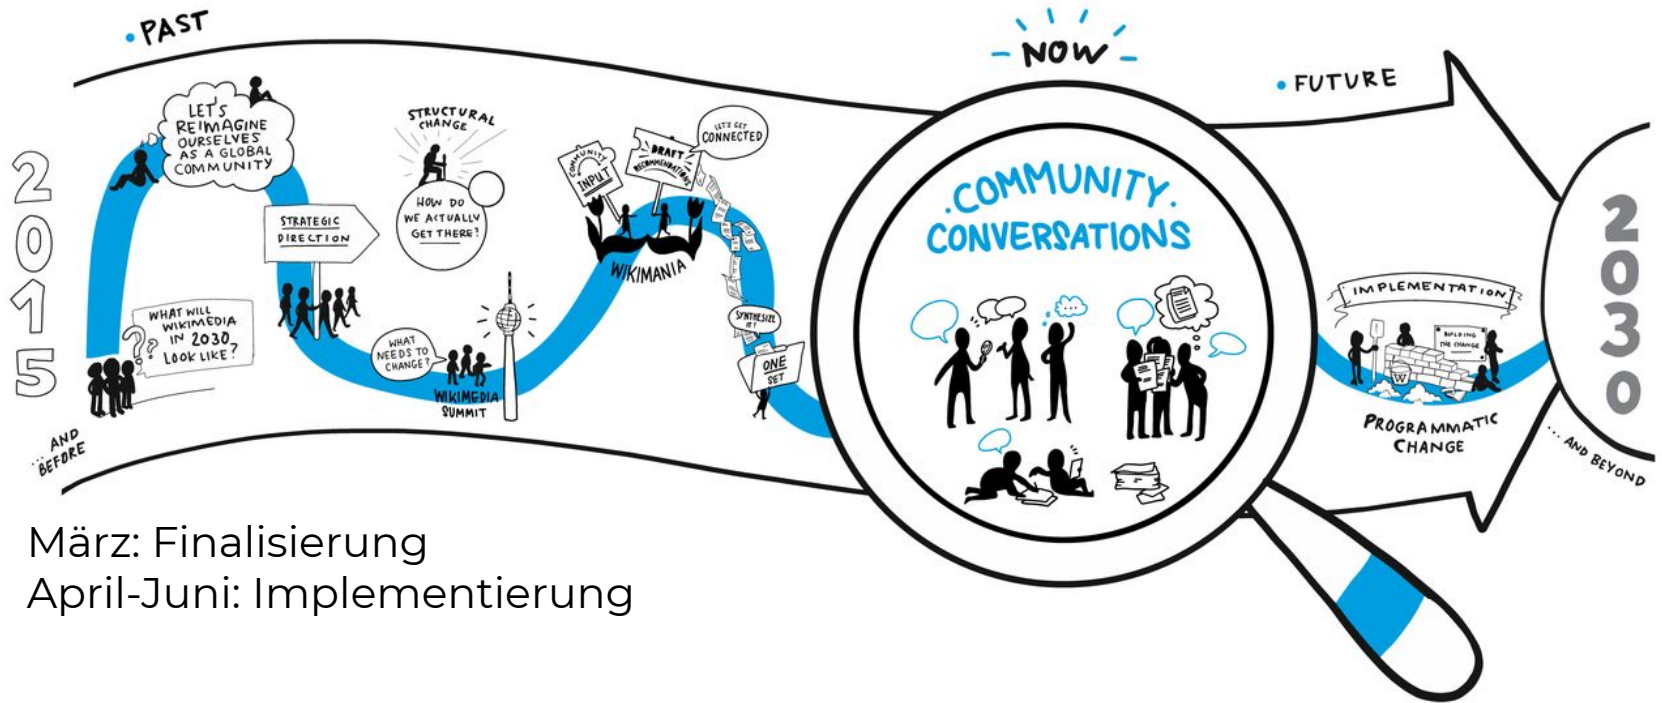 • PAST
NOW
• FUTURE
2015
... AND
BEFORE
WHAT WILL
WIKIMEDIA
IN 2030
LOOK LIKE?
??
LET'S
REIMAGINE
OURSELVES
AS A GLOBAL
COMMUNITY
STRATEGIC
DIRECTION
STRUCTURAL
CHANGE
HOW DO
WE ACTUALLY
GET THERE?
WHAT
NEEDS TO
CHANGE?
WIKIMEDIA
SUMMIT
COMMUNITY
INPUT
DRAFT
RECOMMENDATIONS
LET'S GET
CONNECTED
WIKIMANIA
SYNTHESIZE
IT!
ONE
SET
.COMMUNITY.
CONVERSATIONS
IMPLEMENTATION
BUILDING
THE CHANGE
W
PROGRAMMATIC
CHANGE
2030
... AND BEYOND
März: Finalisierung
April-Juni: Implementierung